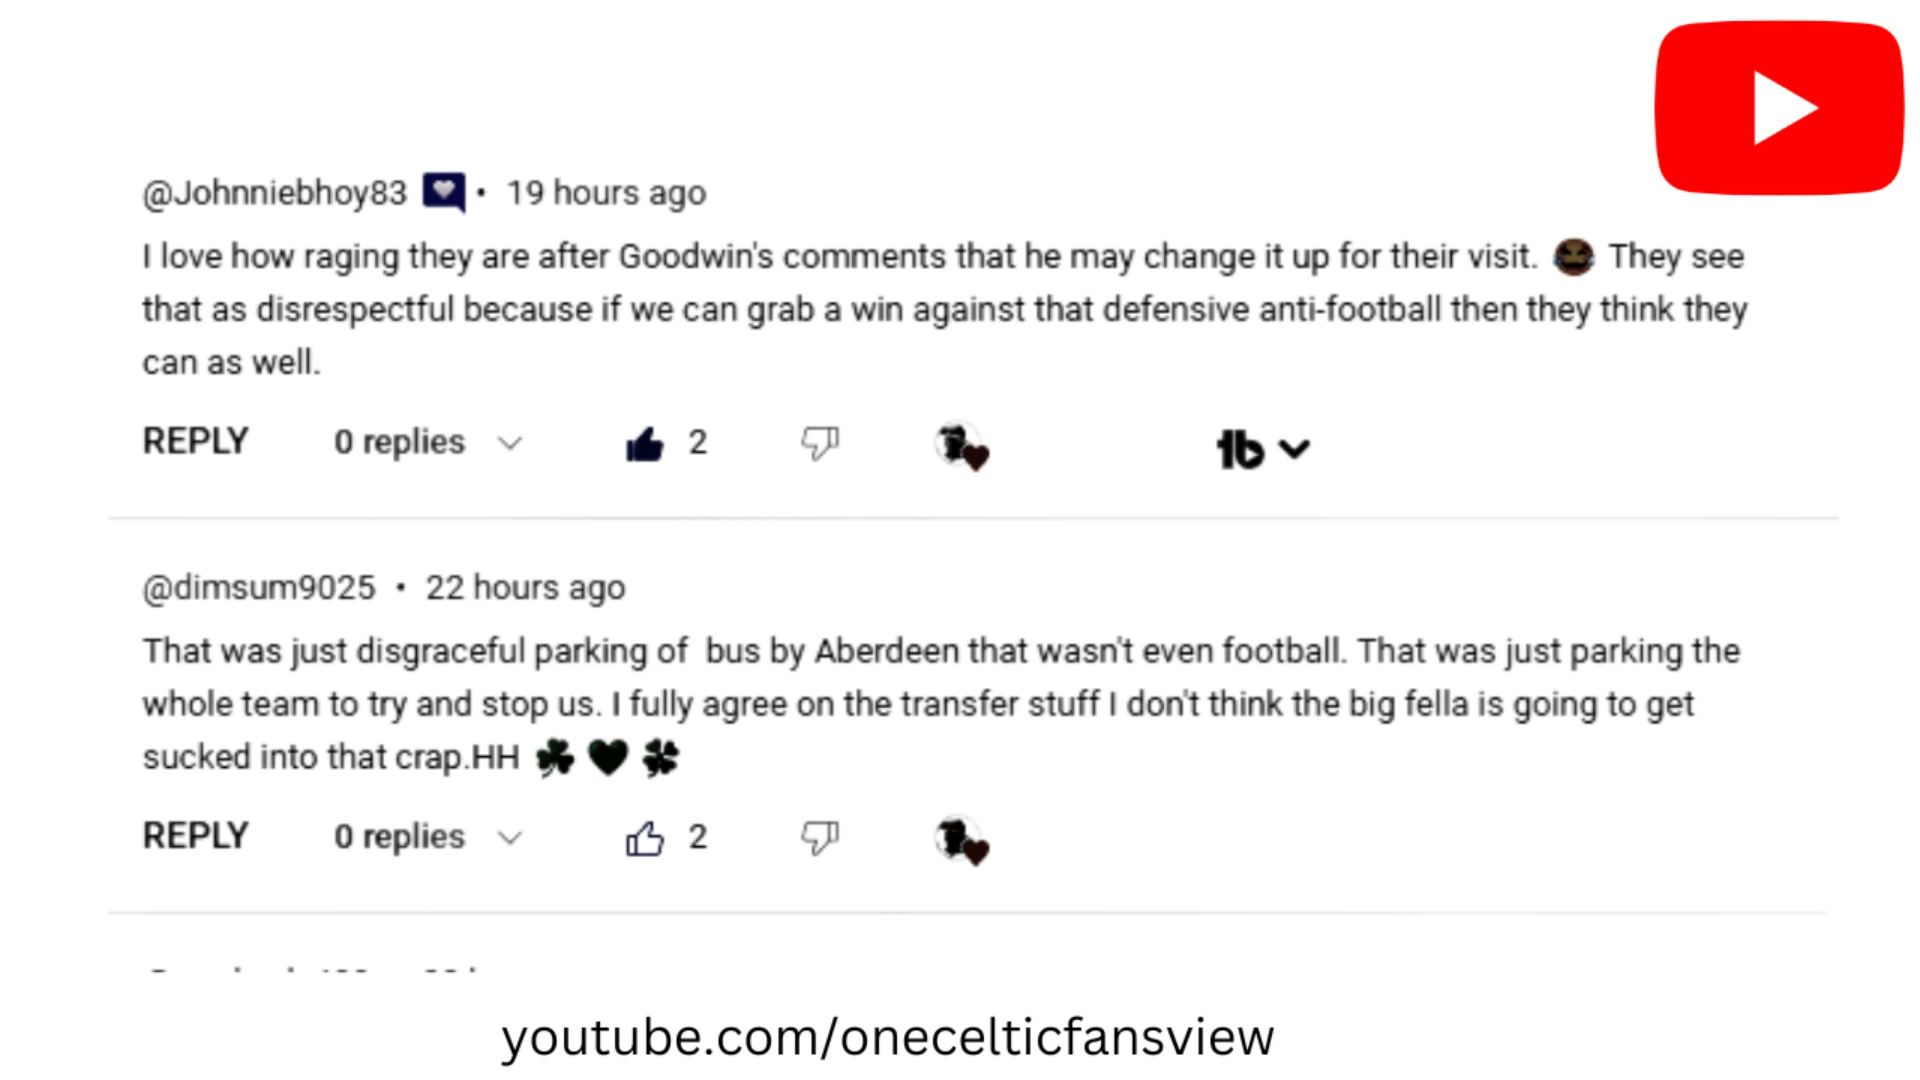 @Johnniebhoy83 • 19 hours ago
I love how raging they are after Goodwin's comments that he may change it up for their visit. 😂 They see
that as disrespectful because if we can grab a win against that defensive anti-football then they think they
can as well.
REPLY 0 replies 2
@dimsum9025 • 22 hours ago
That was just disgraceful parking of  bus by Aberdeen that wasn't even football. That was just parking the
whole team to try and stop us. I fully agree on the transfer stuff I don't think the big fella is going to get
sucked into that crap.HH ☘️ 🖤 🍀
REPLY 0 replies 2
youtube.com/onecelticfansview